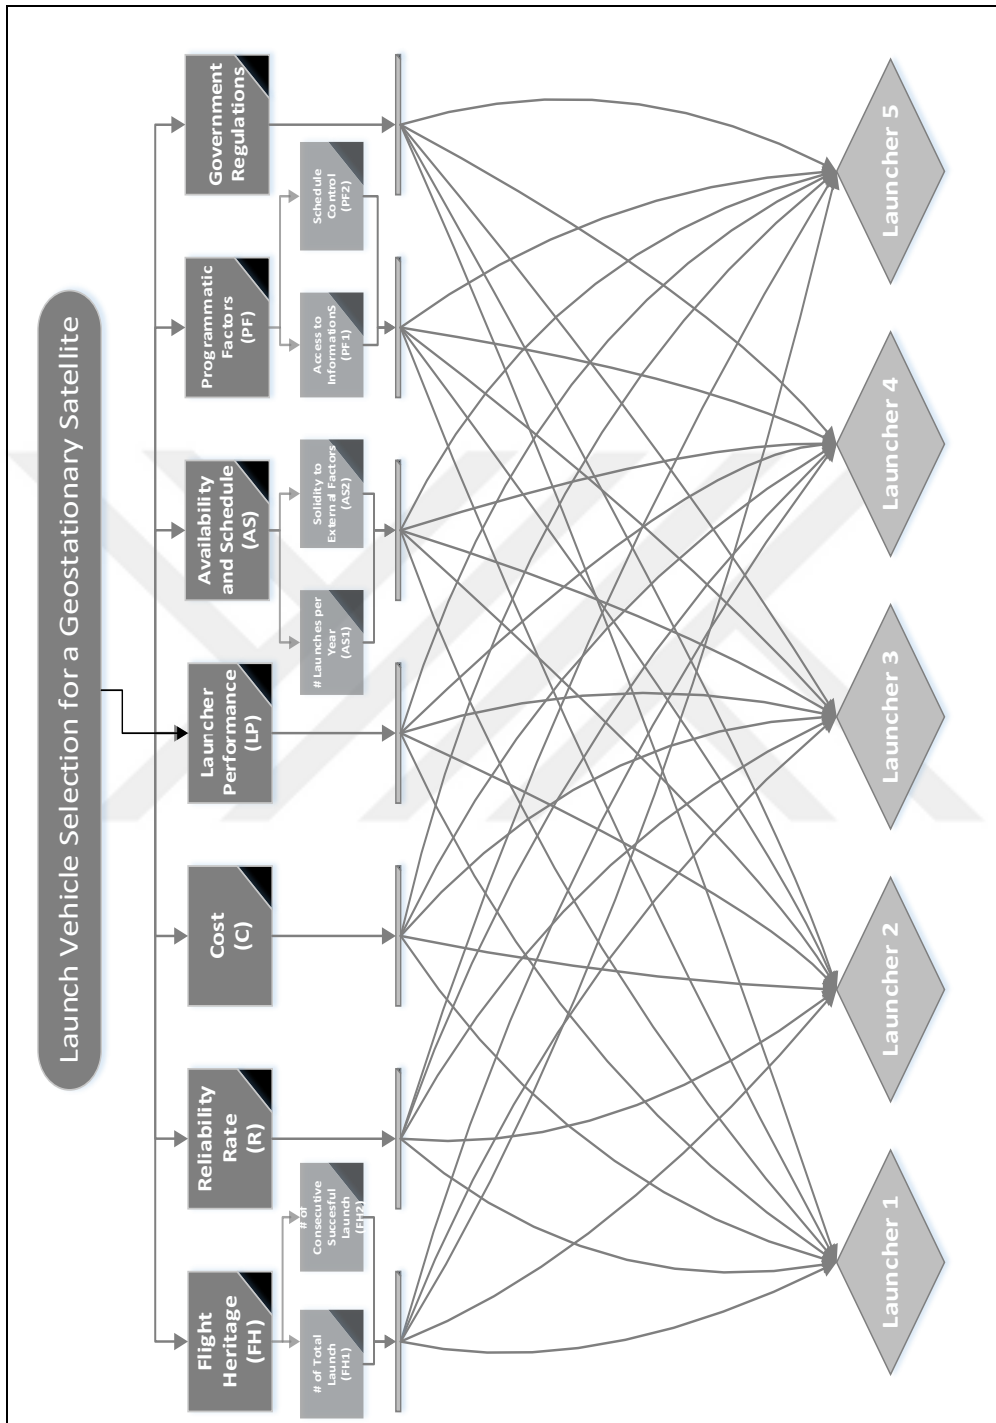 Launch Vehicle Selection for a Geostationary Satellite
Flight
Heritage
(FH)
Reliability
Rate
(R)
Cost
(C)
Launcher
Performance
(LP)
Availability
and Schedule
(AS)
Programmatic
Factors
(PF)
Government
Regulations
# of Total
Launch
(FH1)
# of
Consecutive
Succesful
Launch
(FH2)
# Launches per
Year
(AS1)
Solidity to
External Factors
(AS2)
Access to
InformationS
(PF1)
Schedule
Control
(PF2)
Launcher 1
Launcher 2
Launcher 3
Launcher 4
Launcher 5